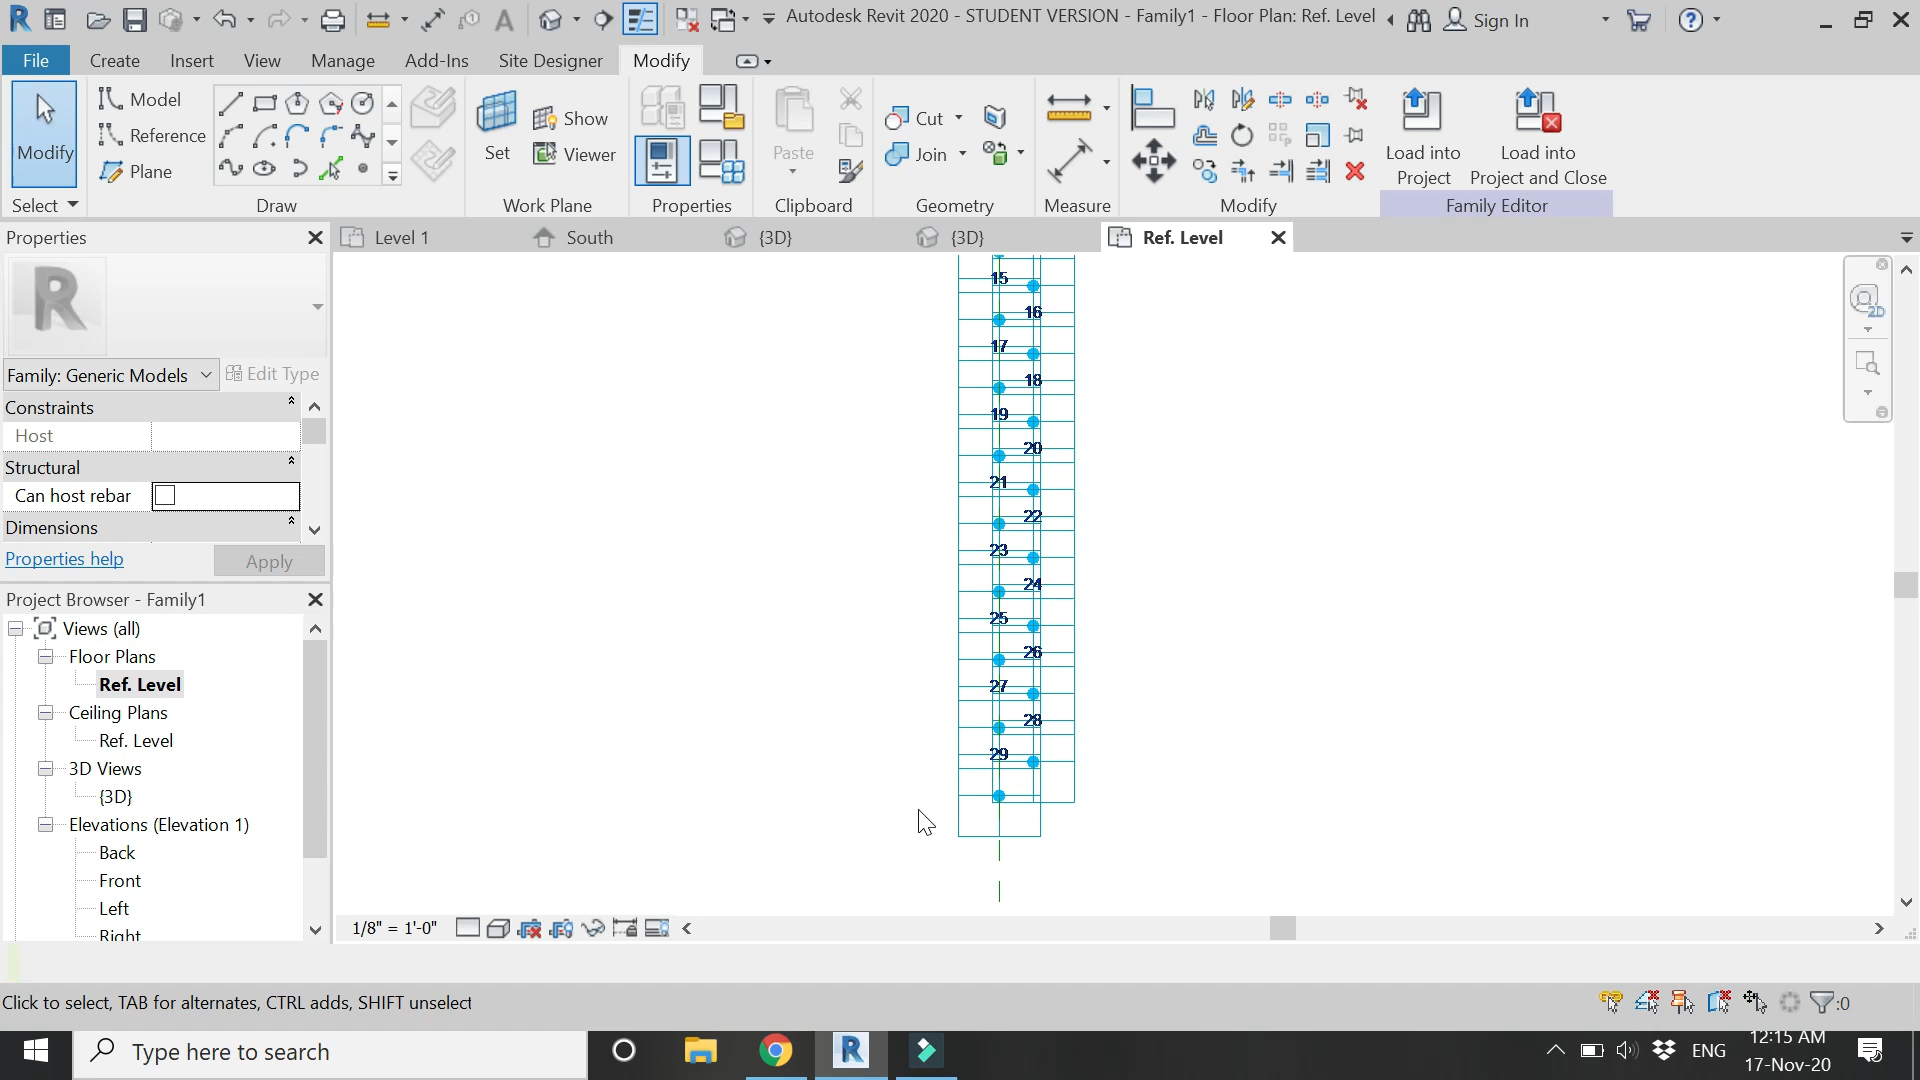 Autodesk Revit 2020 - STUDENT VERSION - Family1 - Floor Plan: Ref. Level
Sign In
File Create Insert View Manage Add-Ins Site Designer Modify
Modify
Model
Reference
Plane
Set
Show
Viewer
Paste
Cut
Join
Load into
Project
Load into
Project and Close
Select Draw Work Plane Properties Clipboard Geometry Measure Modify Family Editor
Properties
Level 1 South {3D} {3D} Ref. Level
R
Family: Generic Models
Edit Type
Constraints
Host
Structural
Can host rebar
Dimensions
Properties help
Apply
Project Browser - Family1
Views (all)
Floor Plans
Ref. Level
Ceiling Plans
Ref. Level
3D Views
{3D}
Elevations (Elevation 1)
Back
Front
Left
Right
15
16
17
18
19
20
21
22
23
24
25
26
27
28
29
2D
1/8" = 1'-0"
Click to select, TAB for alternates, CTRL adds, SHIFT unselect
:0
Type here to search
ENG
12:15 AM
17-Nov-20